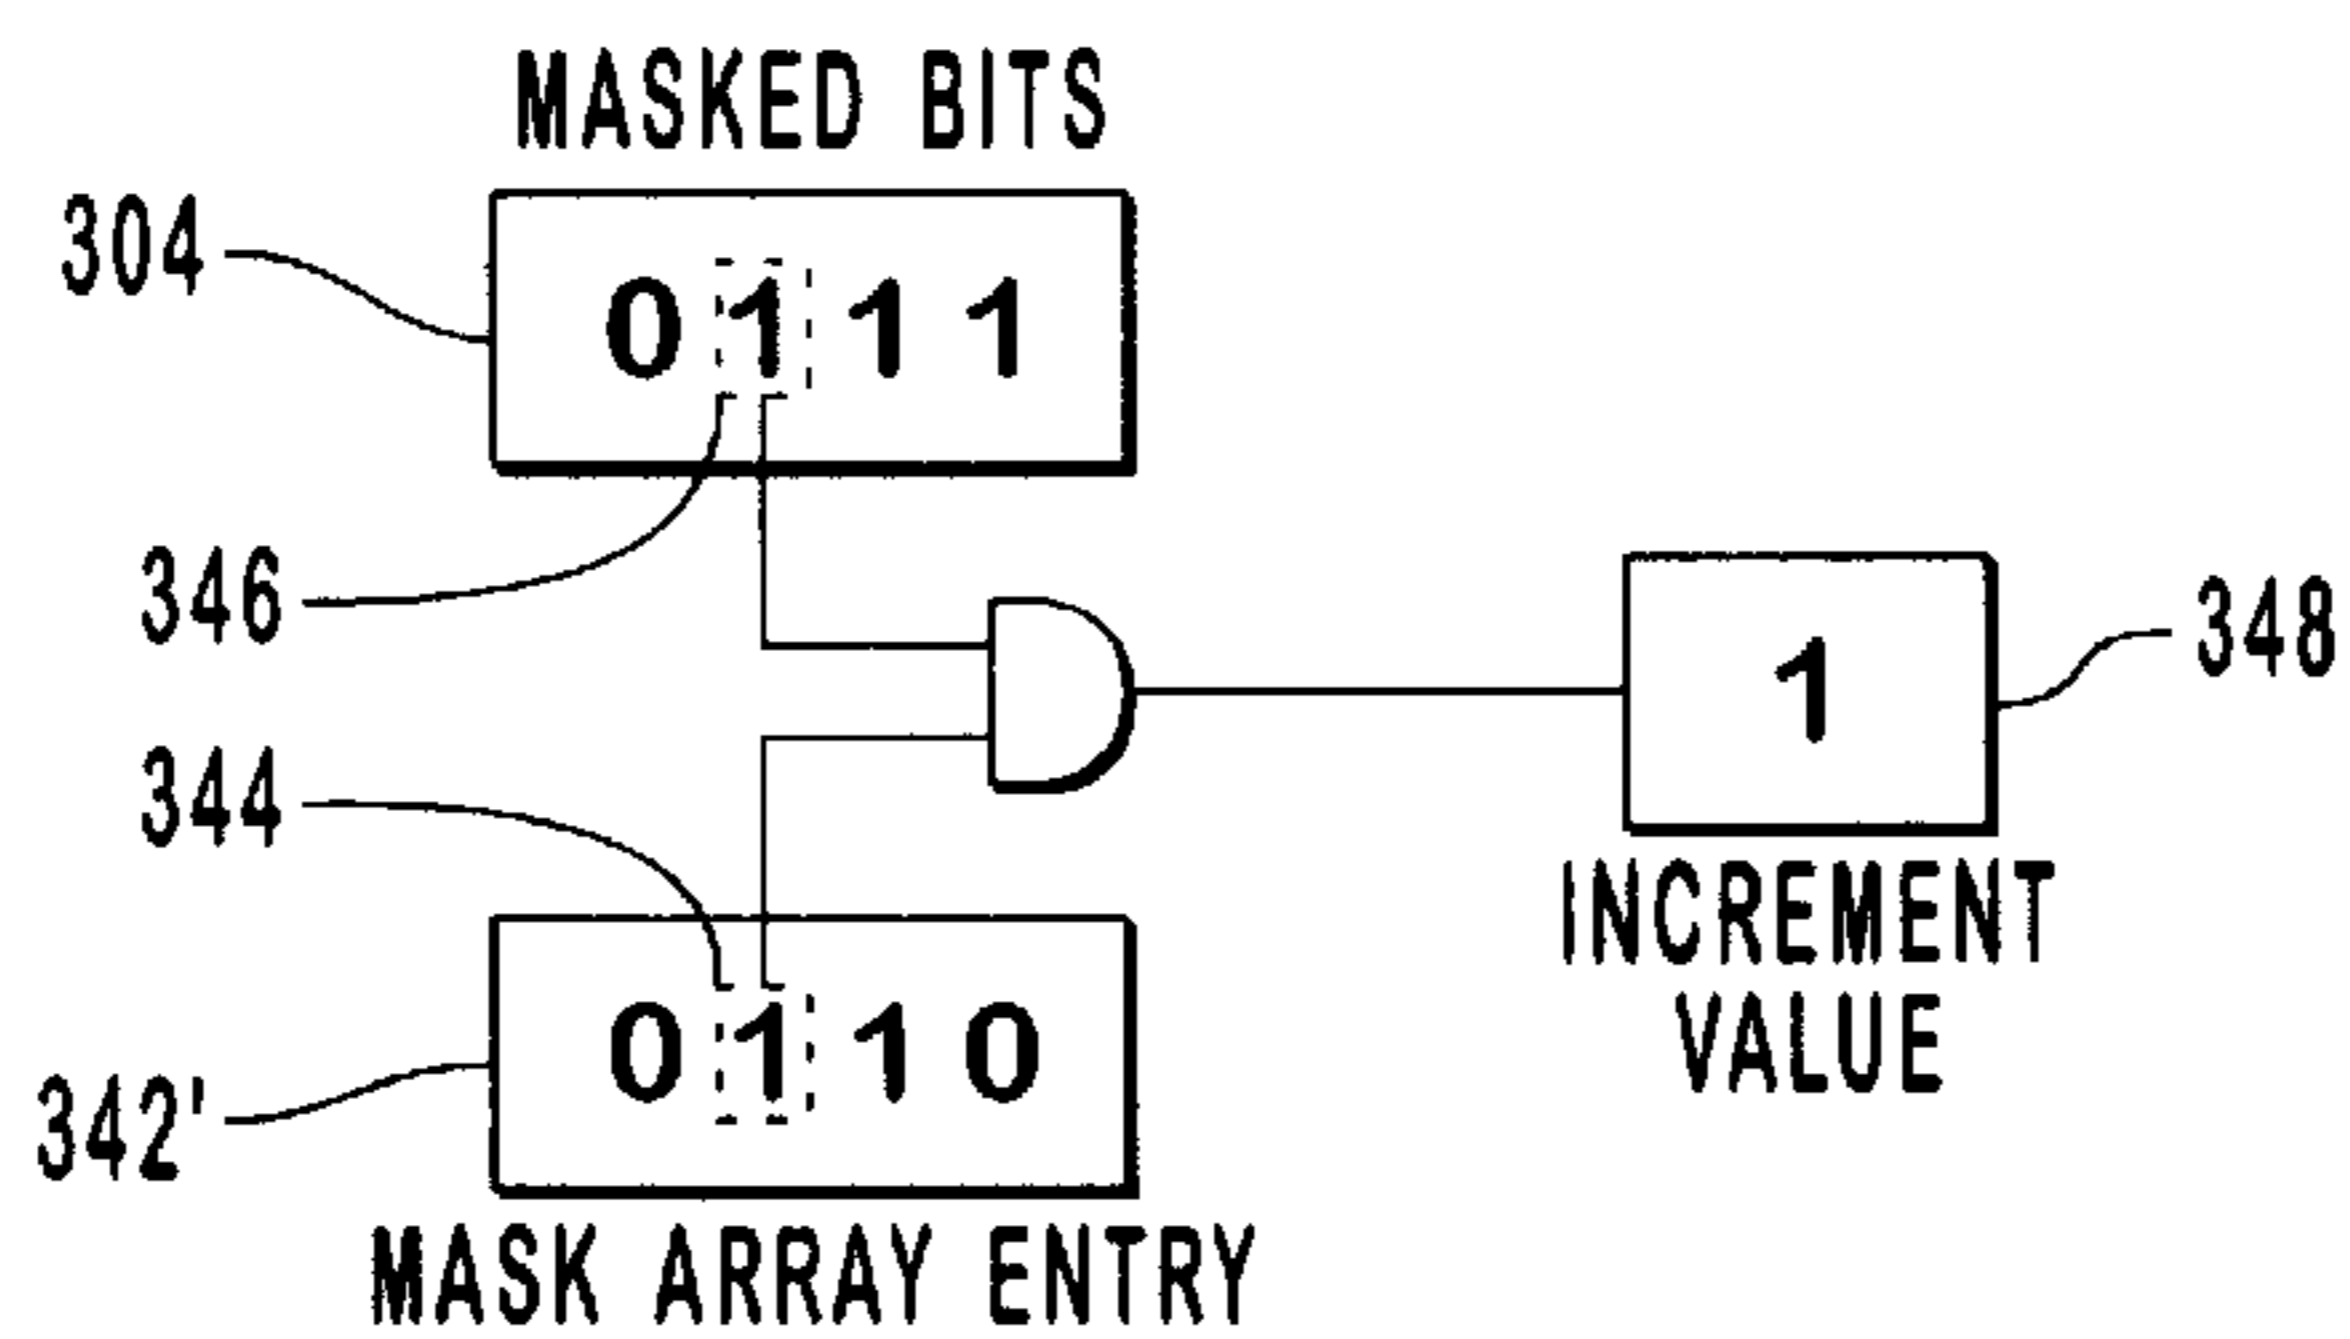 MASKED BITS
304
0 1 1 1
346
1
348
344
INCREMENT
VALUE
0 1 1 0
342'
MASK ARRAY ENTRY